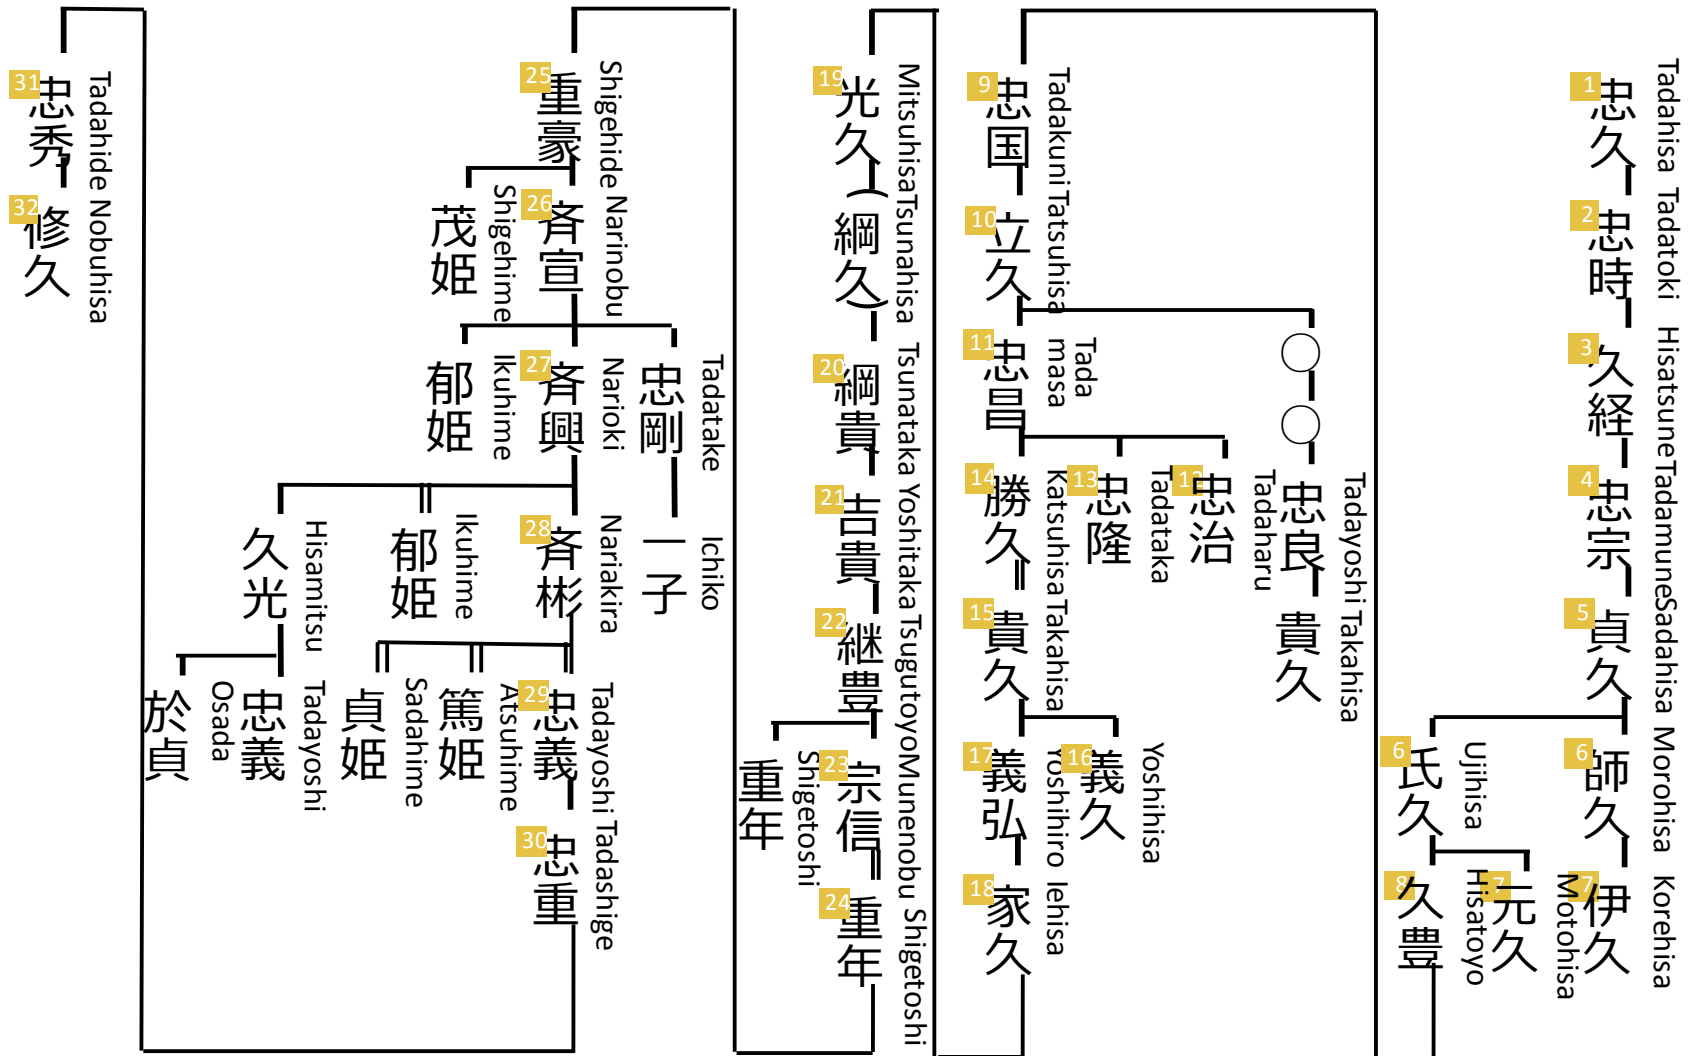 1
忠久
Tadahisa
2
忠時
Tadatoki
3
久経
Hisatsune
4
忠宗
Tadamune
5
貞久
Sadahisa
6
師久
Morohisa
7
伊久
Korehisa
6
氏久
Ujihisa
7
元久
Motohisa
8
久豊
Hisatoyo
9
忠国
Tadakuni
10
立久
Tatsuhisa
11
忠昌
Tada
masa
〇
〇
忠良
Tadayoshi
貴久
Takahisa
12
忠治
Tadaharu
13
忠隆
Tadataka
14
勝久
Katsuhisa
15
貴久
Takahisa
16
義久
Yoshihisa
17
義弘
Yoshihiro
18
家久
Iehisa
19
光久
Mitsuhisa
(綱久)
Tsunahisa
20
綱貴
Tsunataka
21
吉貴
Yoshitaka
22
継豊
Tsugutoyo
23
宗信
Munenobu
重年
Shigetoshi
24
重年
Shigetoshi
25
重豪
Shigehide
26
斉宣
Narinobu
茂姫
Shigehime
忠剛
Tadatake
一子
Ichiko
27
斉興
Narioki
郁姫
Ikuhime
28
斉彬
Nariakira
郁姫
Ikuhime
久光
Hisamitsu
29
忠義
Tadayoshi
篤姫
Atsuhime
貞姫
Sadahime
忠義
Tadayoshi
於貞
Osada
30
忠重
Tadashige
31
忠秀
Tadahide
32
修久
Nobuhisa